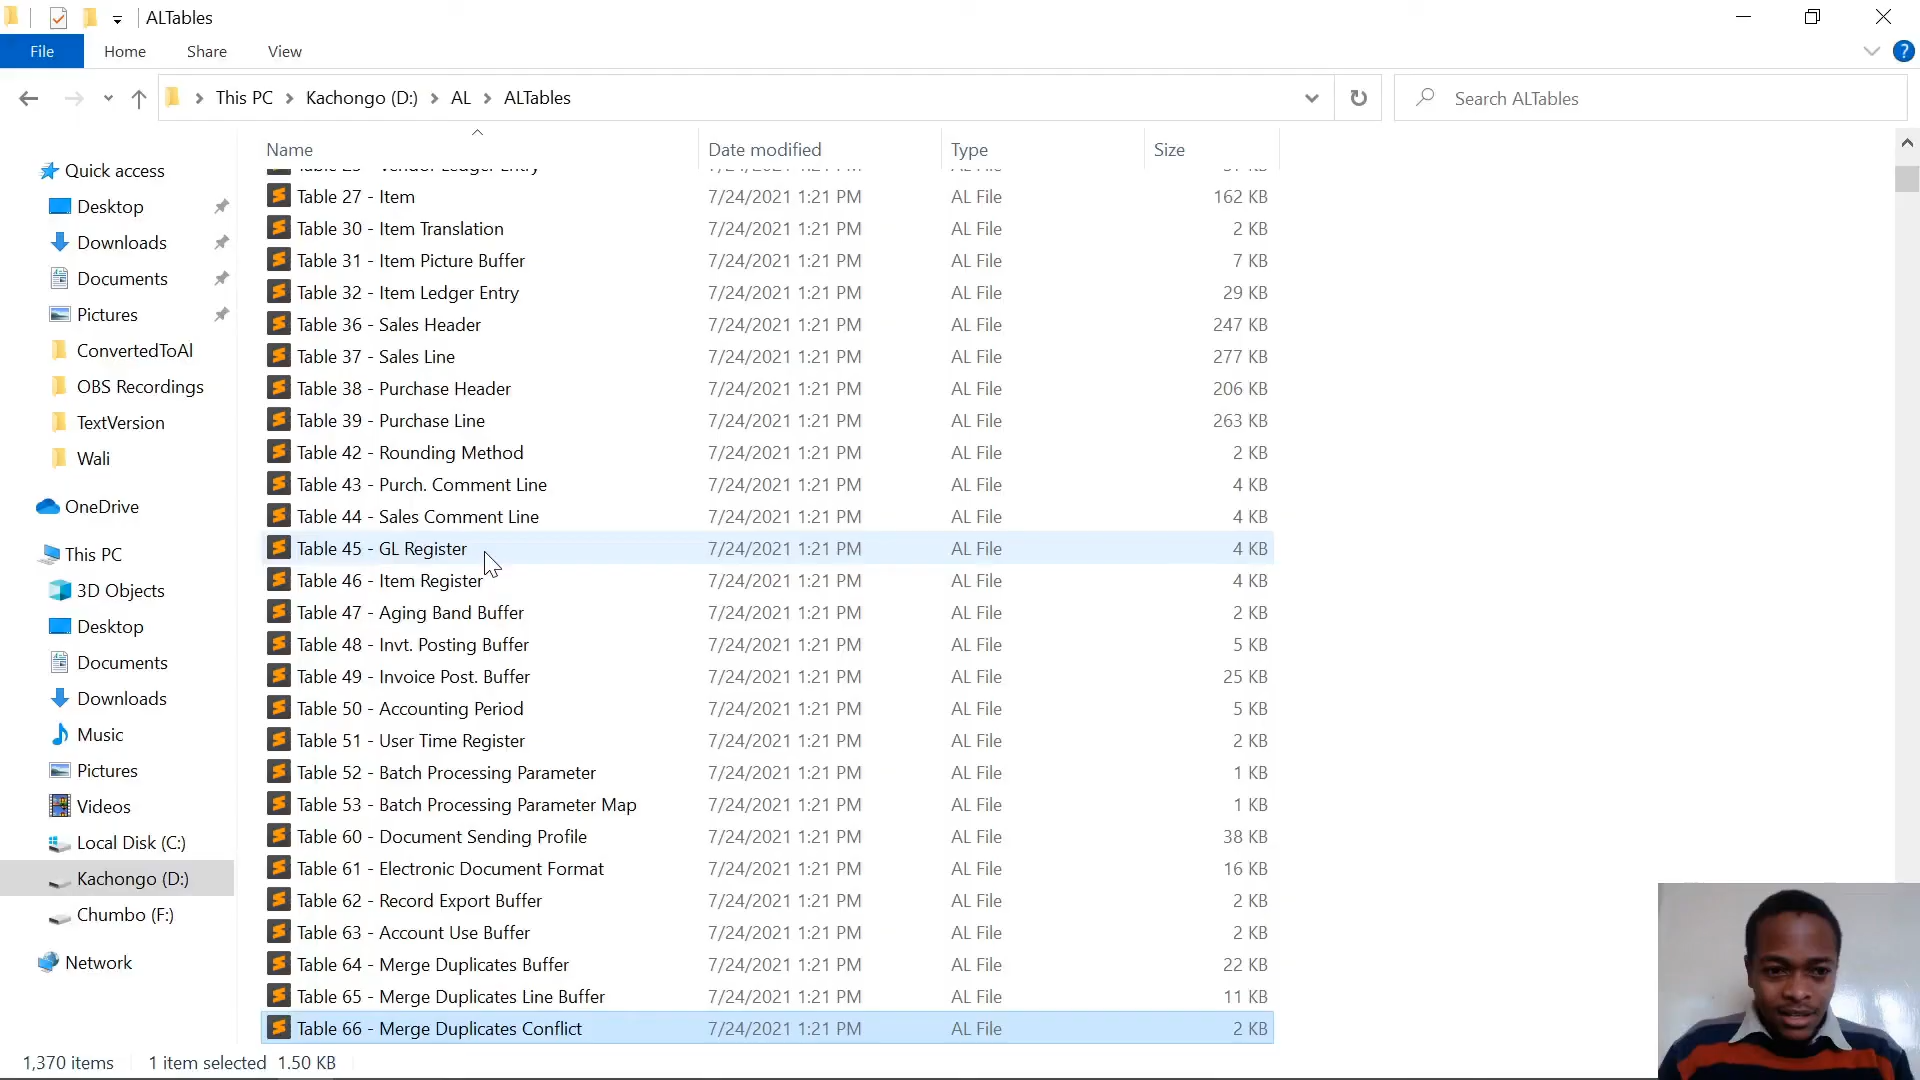 ALTables
File Home Share View ?
This PC Kachongo (D:) AL ALTables Search ALTables
Name Date modified Type Size
Quick access
Desktop
Downloads
Documents
Pictures
ConvertedToAl
OBS Recordings
TextVersion
Wali
OneDrive
This PC
3D Objects
Desktop
Documents
Downloads
Music
Pictures
Videos
Local Disk (C:)
Kachongo (D:)
Chumbo (F:)
Network
Table 27 - Item 7/24/2021 1:21 PM AL File 162 KB
Table 30 - Item Translation 7/24/2021 1:21 PM AL File 2 KB
Table 31 - Item Picture Buffer 7/24/2021 1:21 PM AL File 7 KB
Table 32 - Item Ledger Entry 7/24/2021 1:21 PM AL File 29 KB
Table 36 - Sales Header 7/24/2021 1:21 PM AL File 247 KB
Table 37 - Sales Line 7/24/2021 1:21 PM AL File 277 KB
Table 38 - Purchase Header 7/24/2021 1:21 PM AL File 206 KB
Table 39 - Purchase Line 7/24/2021 1:21 PM AL File 263 KB
Table 42 - Rounding Method 7/24/2021 1:21 PM AL File 2 KB
Table 43 - Purch. Comment Line 7/24/2021 1:21 PM AL File 4 KB
Table 44 - Sales Comment Line 7/24/2021 1:21 PM AL File 4 KB
Table 45 - GL Register 7/24/2021 1:21 PM AL File 4 KB
Table 46 - Item Register 7/24/2021 1:21 PM AL File 4 KB
Table 47 - Aging Band Buffer 7/24/2021 1:21 PM AL File 2 KB
Table 48 - Invt. Posting Buffer 7/24/2021 1:21 PM AL File 5 KB
Table 49 - Invoice Post. Buffer 7/24/2021 1:21 PM AL File 25 KB
Table 50 - Accounting Period 7/24/2021 1:21 PM AL File 5 KB
Table 51 - User Time Register 7/24/2021 1:21 PM AL File 2 KB
Table 52 - Batch Processing Parameter 7/24/2021 1:21 PM AL File 1 KB
Table 53 - Batch Processing Parameter Map 7/24/2021 1:21 PM AL File 1 KB
Table 60 - Document Sending Profile 7/24/2021 1:21 PM AL File 38 KB
Table 61 - Electronic Document Format 7/24/2021 1:21 PM AL File 16 KB
Table 62 - Record Export Buffer 7/24/2021 1:21 PM AL File 2 KB
Table 63 - Account Use Buffer 7/24/2021 1:21 PM AL File 2 KB
Table 64 - Merge Duplicates Buffer 7/24/2021 1:21 PM AL File 22 KB
Table 65 - Merge Duplicates Line Buffer 7/24/2021 1:21 PM AL File 11 KB
Table 66 - Merge Duplicates Conflict 7/24/2021 1:21 PM AL File 2 KB
1,370 items 1 item selected 1.50 KB